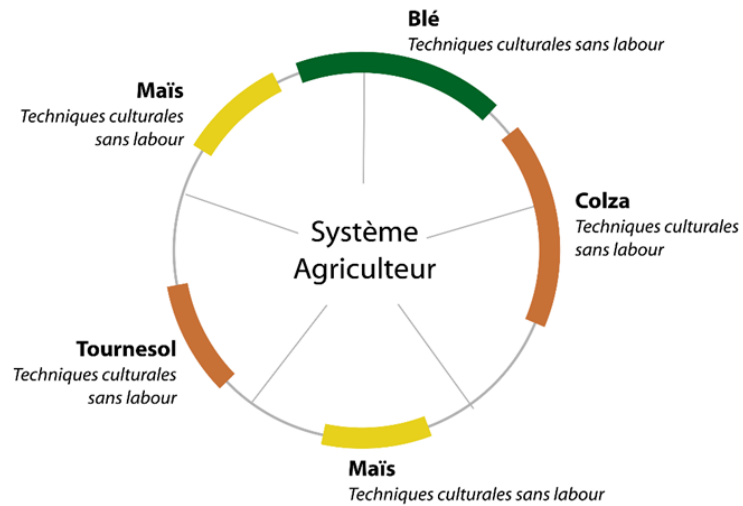 Blé
Techniques culturales sans labour
Maïs
Techniques culturales
sans labour
Colza
Techniques culturales
sans labour
Système
Agriculteur
Tournesol
Techniques culturales
sans labour
Maïs
Techniques culturales sans labour